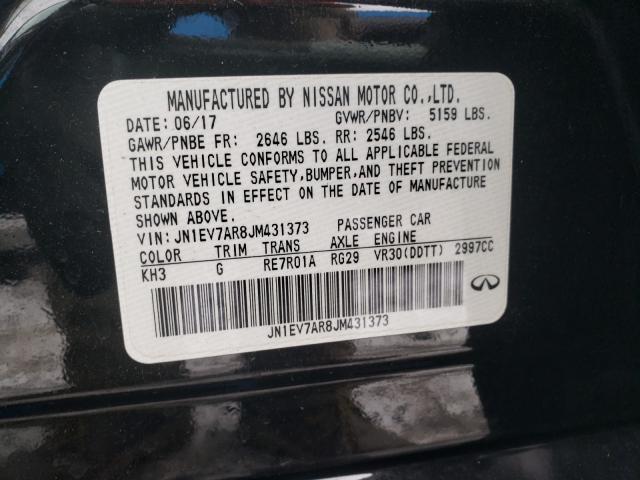 MANUFACTURED BY NISSAN MOTOR CO.,LTD.
DATE: 06/17 GVWR/PNBV: 5159 LBS.
GAWR/PNBE FR: 2646 LBS. RR: 2546 LBS.
THIS VEHICLE CONFORMS TO ALL APPLICABLE FEDERAL
MOTOR VEHICLE SAFETY, BUMPER, AND THEFT PREVENTION
STANDARDS IN EFFECT ON THE DATE OF MANUFACTURE
SHOWN ABOVE.
VIN: JN1EV7AR8JM431373 PASSENGER CAR
COLOR TRIM TRANS AXLE ENGINE
KH3 G RE7R01A RG29 VR30(DDTT) 2997CC
JN1EV7AR8JM431373